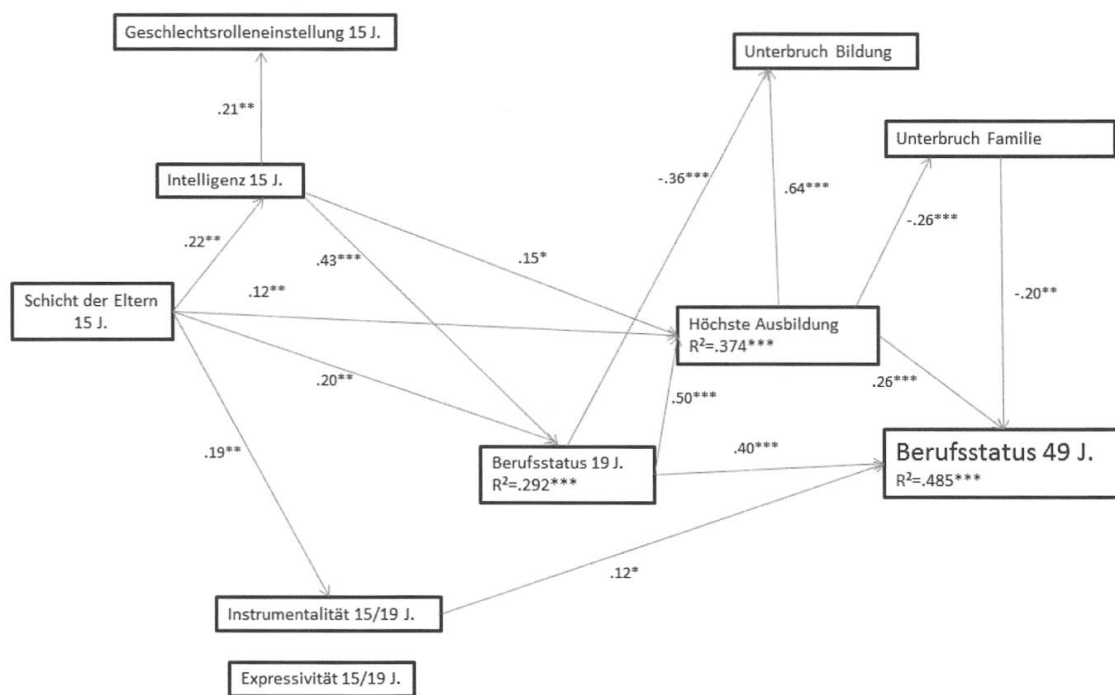 Geschlechtsrolleneinstellung 15 J.
Unterbruch Bildung
.21**
Unterbruch Familie
Intelligenz 15 J.
-.36***
.64***
-.26***
.22**
.43***
.15*
Schicht der Eltern
15 J.
.12**
-.20**
Höchste Ausbildung
R²=.374***
.20**
.50***
.26***
.19**
Berufsstatus 19 J.
R²=.292***
.40***
Berufsstatus 49 J.
R²=.485***
.12*
Instrumentalität 15/19 J.
Expressivität 15/19 J.